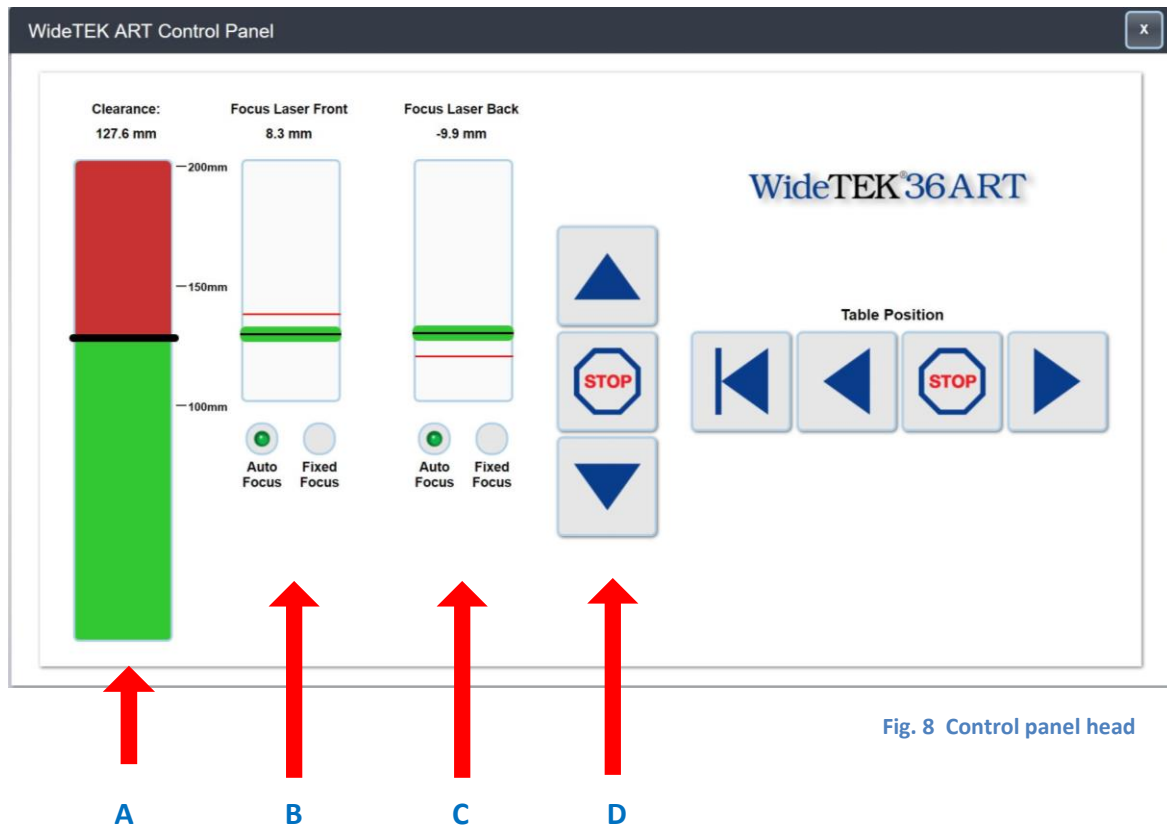 WideTEK ART Control Panel
x
Clearance:
127.6 mm
Focus Laser Front
8.3 mm
Focus Laser Back
-9.9 mm
200mm
150mm
100mm
Auto Focus
Fixed Focus
Auto Focus
Fixed Focus
STOP
WideTEK®36ART
Table Position
STOP
Fig. 8 Control panel head
A B C D